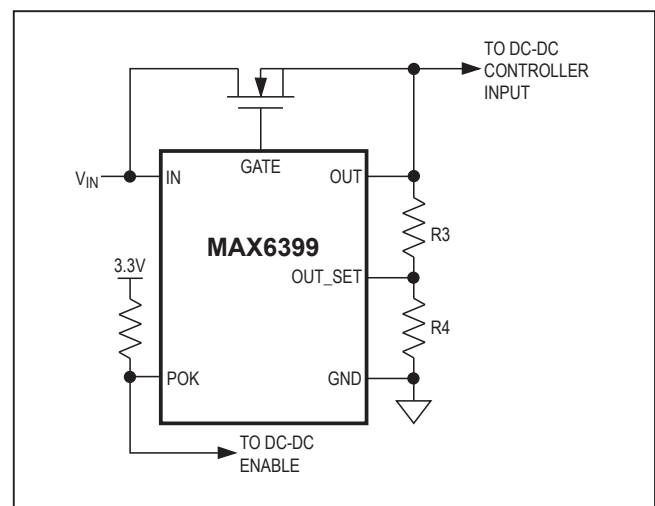 TO DC-DC
CONTROLLER
INPUT
GATE
V_IN
IN
OUT
R3
MAX6399
3.3V
OUT_SET
R4
POK
GND
TO DC-DC
ENABLE